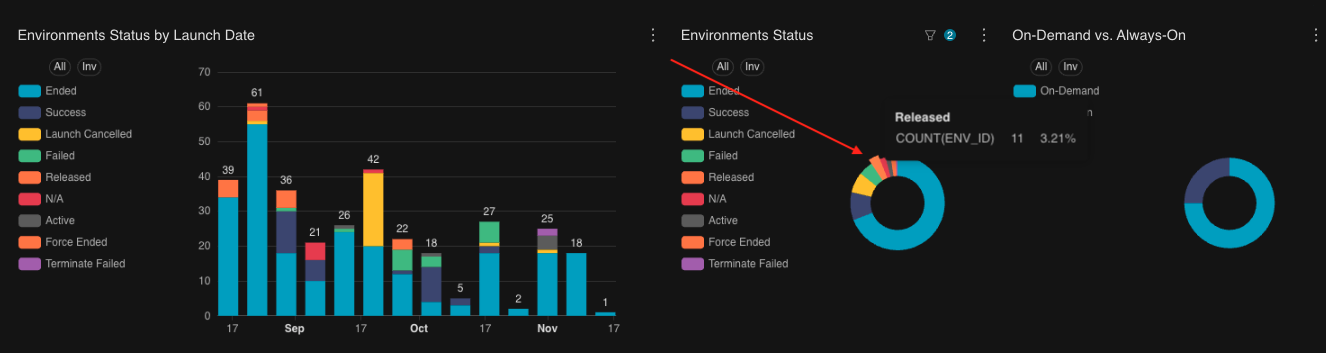 Environments Status by Launch Date
All Inv
Ended
Success
Launch Cancelled
Failed
Released
N/A
Active
Force Ended
Terminate Failed
70
60
50
40
30
20
10
0
39
61
36
21
26
42
22
18
5
27
2
25
18
1
17 Sep 17 Oct 17 Nov 17
Environments Status 2
All Inv
Ended
Success
Launch Cancelled
Failed
Released
N/A
Active
Force Ended
Terminate Failed
Released
COUNT(ENV_ID) 11 3.21%
On-Demand vs. Always-On
All Inv
On-Demand